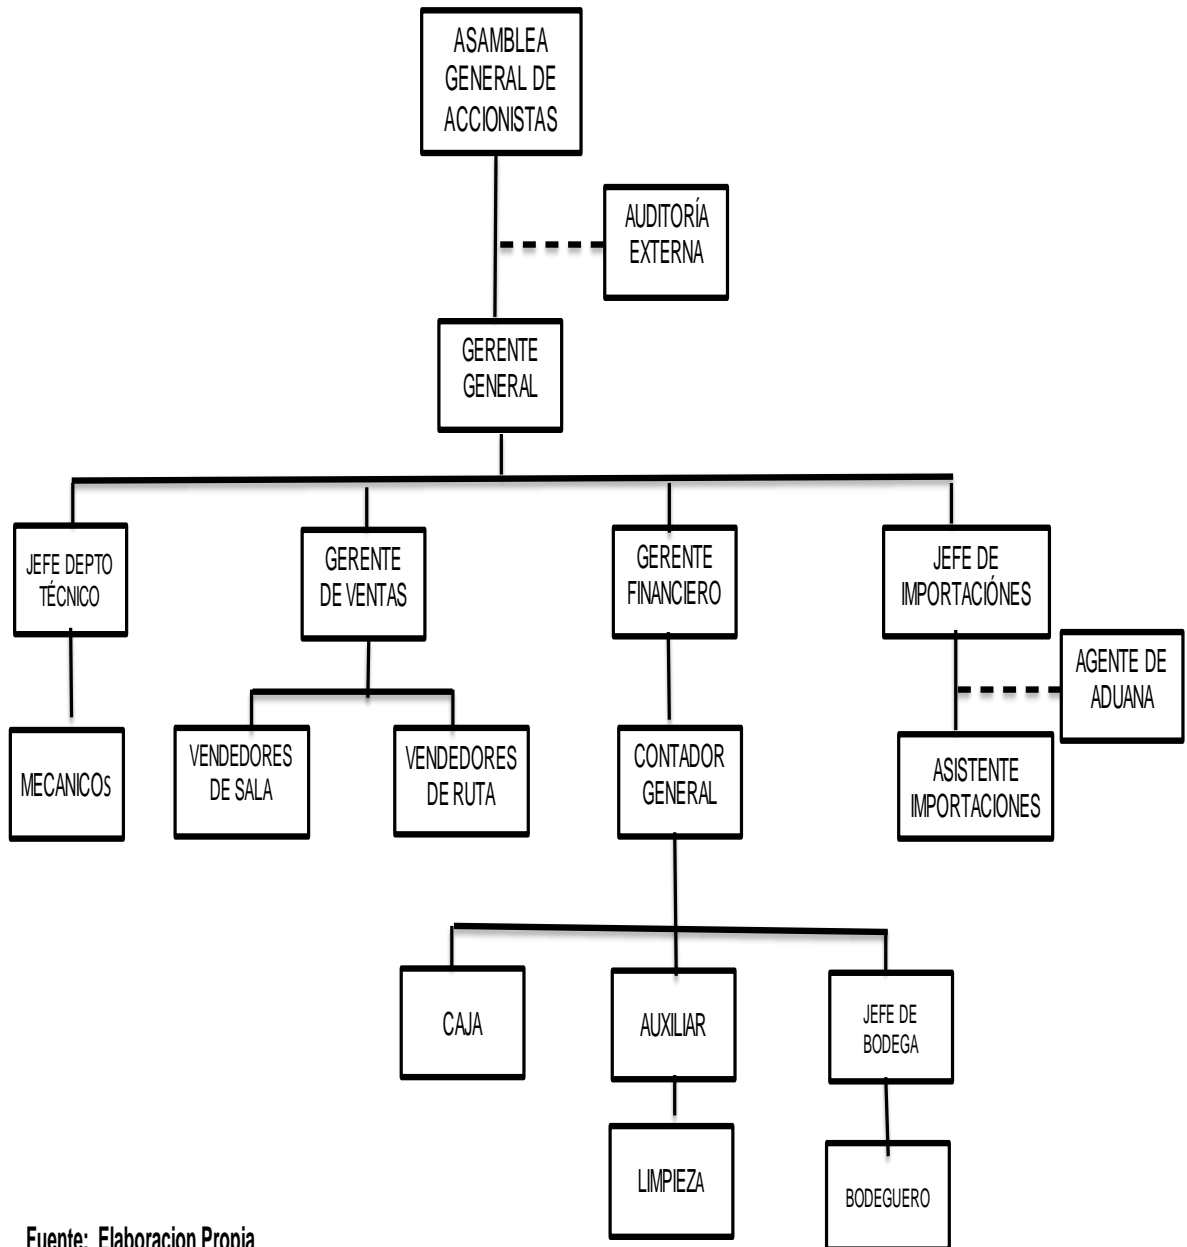 ASAMBLEA
GENERAL DE
ACCIONISTAS
AUDITORÍA
EXTERNA
GERENTE
GENERAL
JEFE DEPTO
TÉCNICO
GERENTE
DE VENTAS
GERENTE
FINANCIERO
JEFE DE
IMPORTACIÓNES
AGENTE DE
ADUANA
MECANICOS
VENDEDORES
DE SALA
VENDEDORES
DE RUTA
CONTADOR
GENERAL
ASISTENTE
IMPORTACIONES
CAJA
AUXILIAR
JEFE DE
BODEGA
LIMPIEZA
BODEGUERO
Fuente: Elaboracion Propia